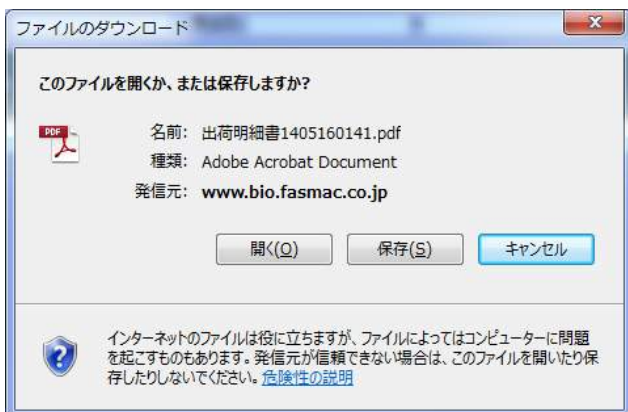 ファイルのダウンロード
このファイルを開くか、または保存しますか?
PDF
名前: 出荷明細書1405160141.pdf
種類: Adobe Acrobat Document
発信元: www.bio.fasmac.co.jp
開く(O) 保存(S) キャンセル
インターネットのファイルは役に立ちますが、ファイルによってはコンピューターに問題
を起こすものもあります。発信元が信頼できない場合は、このファイルを開いたり保
存したりしないでください。危険性の説明